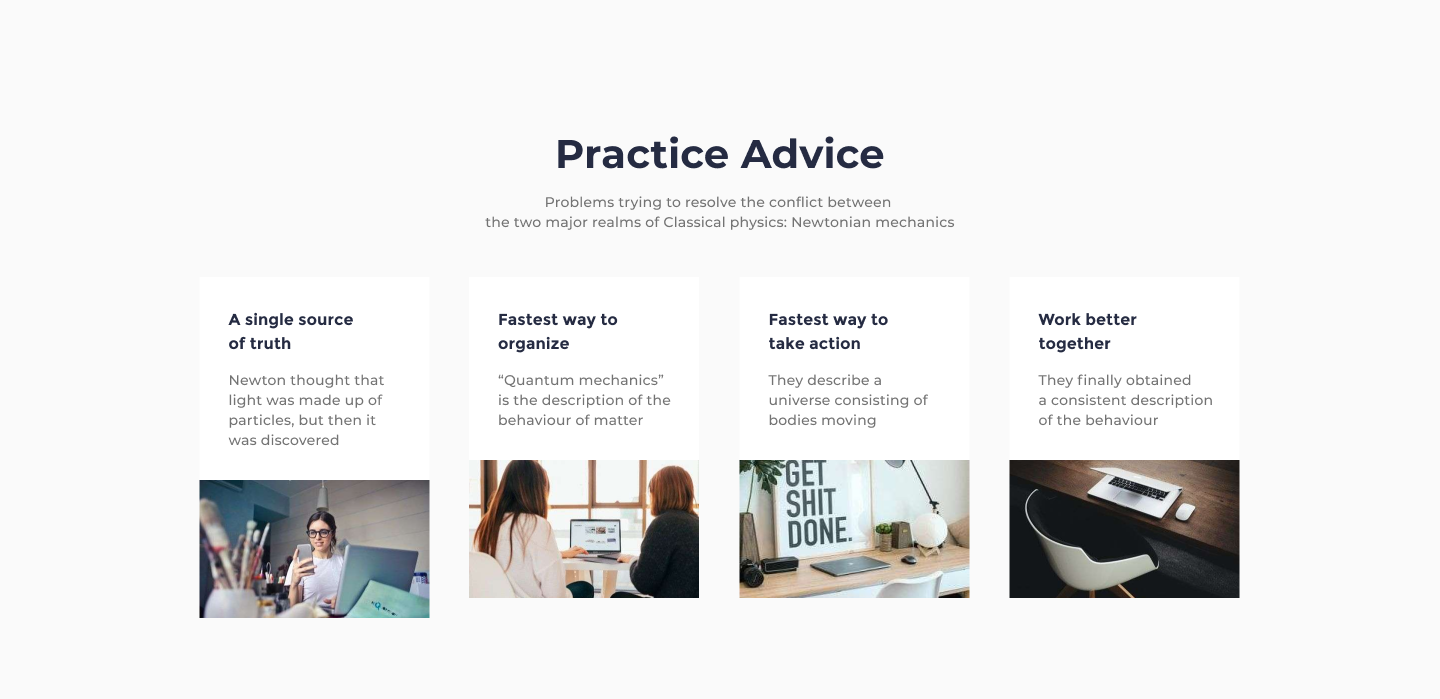 Practice Advice
Problems trying to resolve the conflict between
the two major realms of Classical physics: Newtonian mechanics
A single source
of truth
Newton thought that
light was made up of
particles, but then it
was discovered
Fastest way to
organize
“Quantum mechanics”
is the description of the
behaviour of matter
Fastest way to
take action
They describe a
universe consisting of
bodies moving
GET
SHIT
DONE.
Work better
together
They finally obtained
a consistent description
of the behaviour